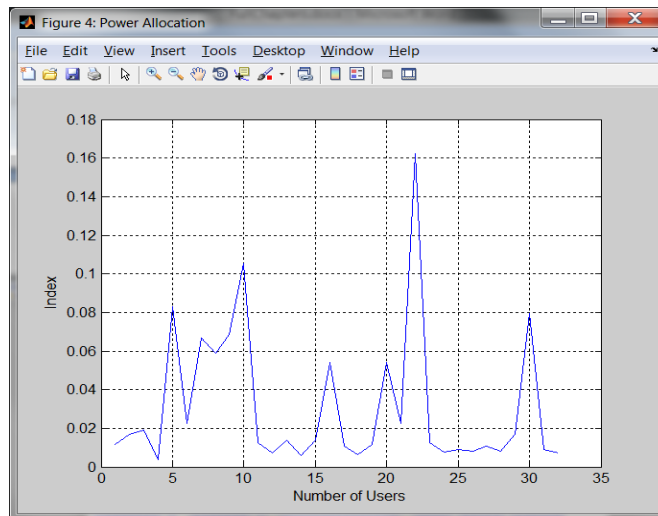 Figure 4: Power Allocation
File Edit View Insert Tools Desktop Window Help
0.18
0.16
0.14
0.12
0.1
0.08
0.06
0.04
0.02
0
Index
0 5 10 15 20 25 30 35
Number of Users